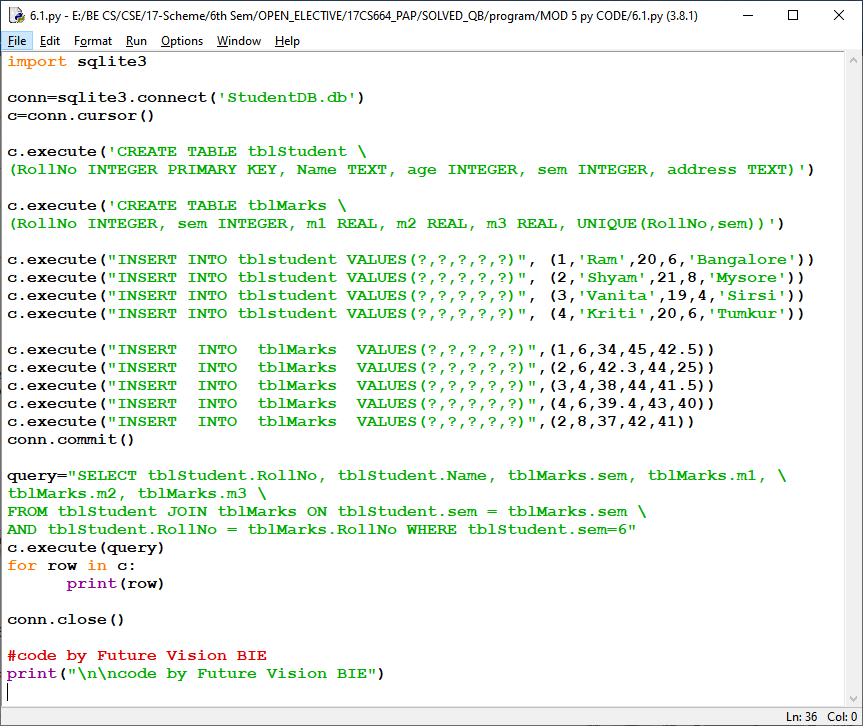 6.1.py - E:/BE CS/CSE/17-Scheme/6th Sem/OPEN_ELECTIVE/17CS664_PAP/SOLVED_QB/program/MOD 5 py CODE/6.1.py (3.8.1)
File Edit Format Run Options Window Help
import sqlite3

conn=sqlite3.connect('StudentDB.db')
c=conn.cursor()

c.execute('CREATE TABLE tblStudent \
(RollNo INTEGER PRIMARY KEY, Name TEXT, age INTEGER, sem INTEGER, address TEXT)')

c.execute('CREATE TABLE tblMarks \
(RollNo INTEGER, sem INTEGER, m1 REAL, m2 REAL, m3 REAL, UNIQUE(RollNo,sem))')

c.execute("INSERT INTO tblstudent VALUES(?,?,?,?,?)", (1,'Ram',20,6,'Bangalore'))
c.execute("INSERT INTO tblstudent VALUES(?,?,?,?,?)", (2,'Shyam',21,8,'Mysore'))
c.execute("INSERT INTO tblstudent VALUES(?,?,?,?,?)", (3,'Vanita',19,4,'Sirsi'))
c.execute("INSERT INTO tblstudent VALUES(?,?,?,?,?)", (4,'Kriti',20,6,'Tumkur'))

c.execute("INSERT  INTO  tblMarks  VALUES(?,?,?,?,?)",(1,6,34,45,42.5))
c.execute("INSERT  INTO  tblMarks  VALUES(?,?,?,?,?)",(2,6,42.3,44,25))
c.execute("INSERT  INTO  tblMarks  VALUES(?,?,?,?,?)",(3,4,38,44,41.5))
c.execute("INSERT  INTO  tblMarks  VALUES(?,?,?,?,?)",(4,6,39.4,43,40))
c.execute("INSERT  INTO  tblMarks  VALUES(?,?,?,?,?)",(2,8,37,42,41))
conn.commit()

query="SELECT tblStudent.RollNo, tblStudent.Name, tblMarks.sem, tblMarks.m1, \
tblMarks.m2, tblMarks.m3 \
FROM tblStudent JOIN tblMarks ON tblStudent.sem = tblMarks.sem \
AND tblStudent.RollNo = tblMarks.RollNo WHERE tblStudent.sem=6"
c.execute(query)
for row in c:
      print(row)

conn.close()

#code by Future Vision BIE
print("\n\ncode by Future Vision BIE")
Ln: 36 Col: 0